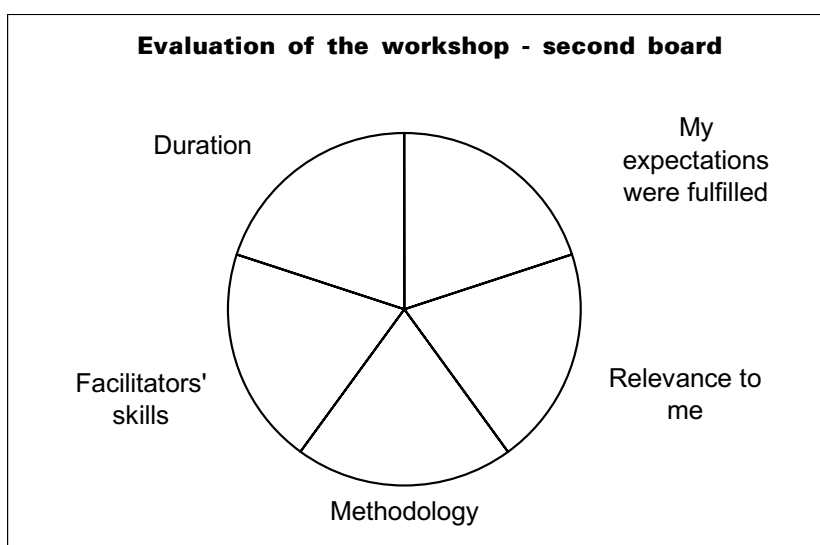 Evaluation of the workshop - second board
Duration
My
expectations
were fulfilled
Facilitators'
skills
Relevance to
me
Methodology